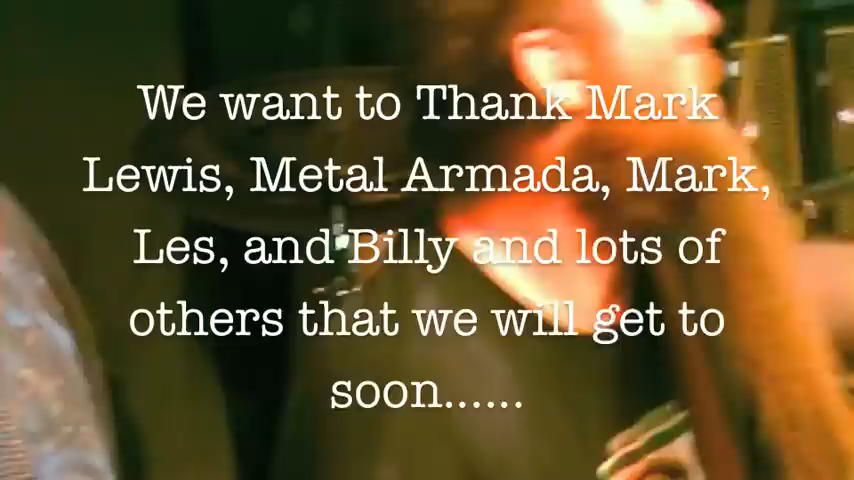 We want to Thank Mark
Lewis, Metal Armada, Mark,
Les, and Billy and lots of
others that we will get to
soon......